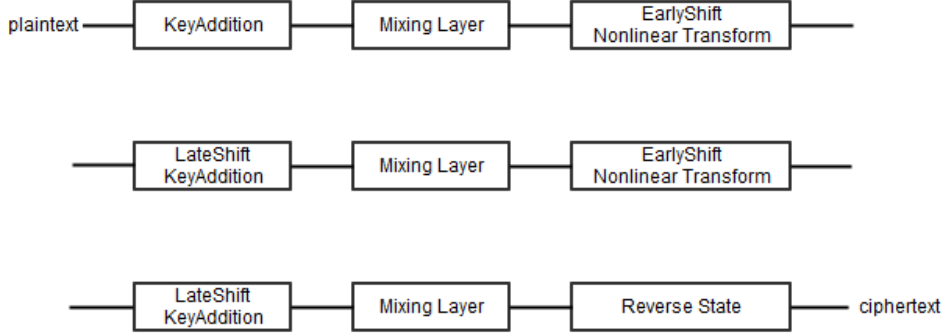 plaintext
KeyAddition
Mixing Layer
EarlyShift
Nonlinear Transform
LateShift
KeyAddition
Mixing Layer
EarlyShift
Nonlinear Transform
LateShift
KeyAddition
Mixing Layer
Reverse State
ciphertext